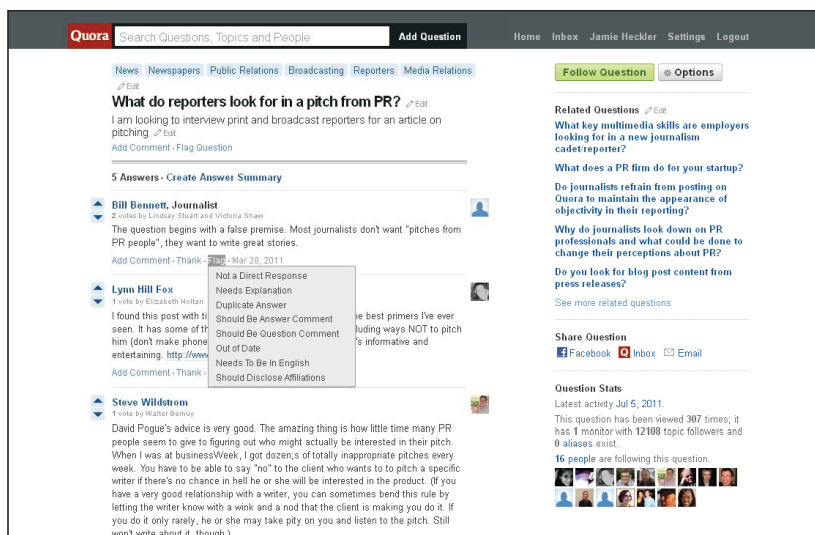 Quora Search Questions, Topics and People Add Question Home Inbox Jamie Heckler Settings Logout
News Newspapers Public Relations Broadcasting Reporters Media Relations
Edit
What do reporters look for in a pitch from PR? Edit
I am looking to interview print and broadcast reporters for an article on
pitching Edit
Add Comment · Flag Question
5 Answers · Create Answer Summary
Bill Bennett, Journalist
2 votes by Lindsay Stuart and Victoria Shaw
The question begins with a false premise. Most journalists don't want "pitches from
PR people", they want to write great stories.
Add Comment · Thank · Flag · Mar 28, 2011
Not a Direct Response
Needs Explanation
Duplicate Answer
Should Be Answer Comment
Should Be Question Comment
Out of Date
Needs To Be In English
Should Disclose Affiliations
Lynn Hill Fox
1 vote by Elizabeth Holtan
I found this post with ti he best primers I've ever
seen. It has some of th luding ways NOT to pitch
him (don't make phone 's informative and
entertaining. http://www
Add Comment · Thank ·
Steve Wildstrom
1 vote by Walter Bernuy
David Pogue's advice is very good. The amazing thing is how little time many PR
people seem to give to figuring out who might actually be interested in their pitch.
When I was at businessWeek, I got dozen;s of totally inappropriate pitches every
week. You have to be able to say "no" to the client who wants to to pitch a specific
writer if there's no chance in hell he or she will be interested in the product. (If you
have a very good relationship with a writer, you can sometimes bend this rule by
letting the writer know with a wink and a nod that the client is making you do it. If
you do it only rarely, he or she may take pity on you and listen to the pitch. Still
won't write about it, though.)
Follow Question Options
Related Questions Edit
What key multimedia skills are employers
looking for in a new journalism
cadet/reporter?
What does a PR firm do for your startup?
Do journalists refrain from posting on
Quora to maintain the appearance of
objectivity in their reporting?
Why do journalists look down on PR
professionals and what could be done to
change their perceptions about PR?
Do you look for blog post content from
press releases?
See more related questions
Share Question
Facebook Inbox Email
Question Stats
Latest activity Jul 5, 2011.
This question has been viewed 307 times; it
has 1 monitor with 12108 topic followers and
0 aliases exist.
16 people are following this question.